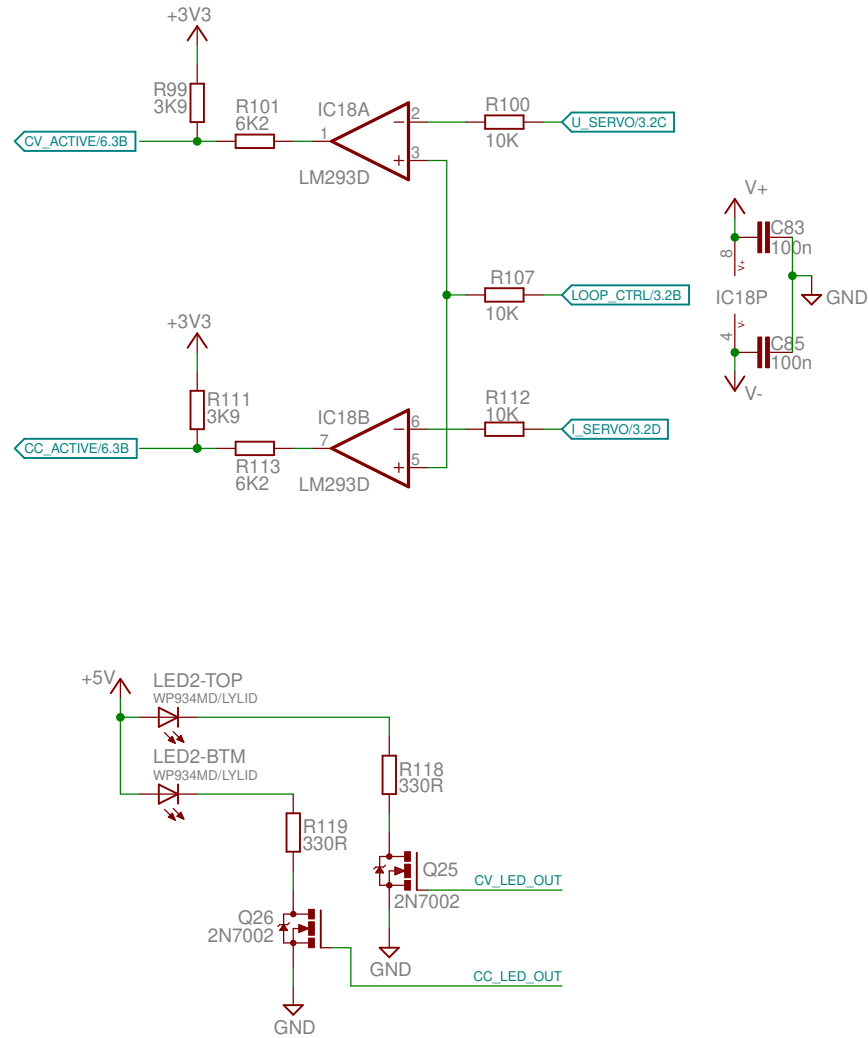 +3V3
R99
3K9
R101
6K2
CV_ACTIVE/6.3B
IC18A
1
2
3
LM293D
R100
10K
U_SERVO/3.2C
R107
10K
LOOP_CTRL/3.2B
V+
C83
100n
8
V+
IC18P
GND
4
V-
C85
100n
V-
+3V3
R111
3K9
CC_ACTIVE/6.3B
R113
6K2
IC18B
7
6
5
LM293D
R112
10K
I_SERVO/3.2D
+5V
LED2-TOP
WP934MD/LYLID
LED2-BTM
WP934MD/LYLID
R118
330R
R119
330R
Q25
2N7002
CV_LED_OUT
Q26
2N7002
GND
CC_LED_OUT
GND